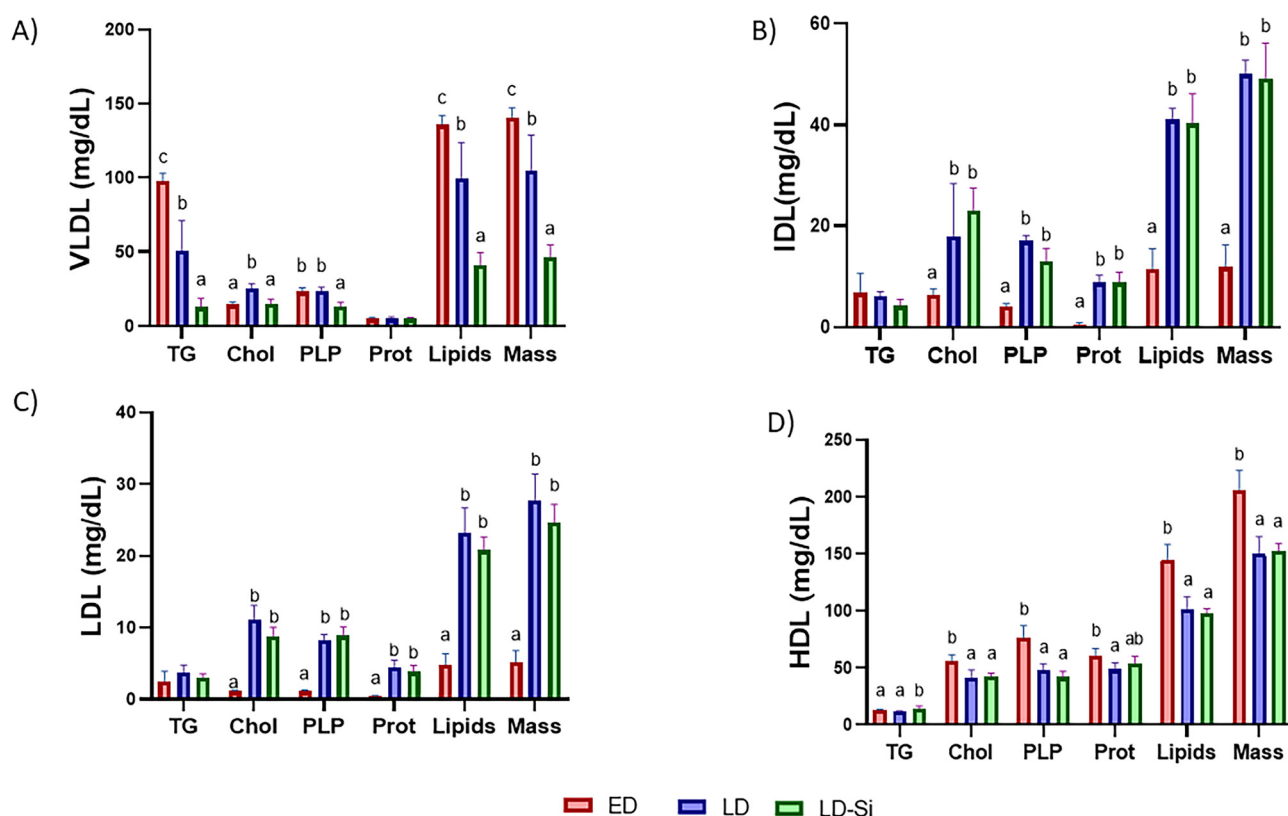 A)
VLDL (mg/dL)
200
150
100
50
0
c b a
a b a
b b a
c b a
c b a
TG Chol PLP Prot Lipids Mass
B)
IDL(mg/dL)
60
40
20
0
a b b
a b b
a b b
a b b
a b b
TG Chol PLP Prot Lipids Mass
C)
LDL (mg/dL)
40
30
20
10
0
a b b
a b b
a b b
a b b
a b b
TG Chol PLP Prot Lipids Mass
D)
HDL (mg/dL)
250
200
150
100
50
0
a a b
b a a
b a a
b a ab
b a a
b a a
TG Chol PLP Prot Lipids Mass
ED LD LD-Si